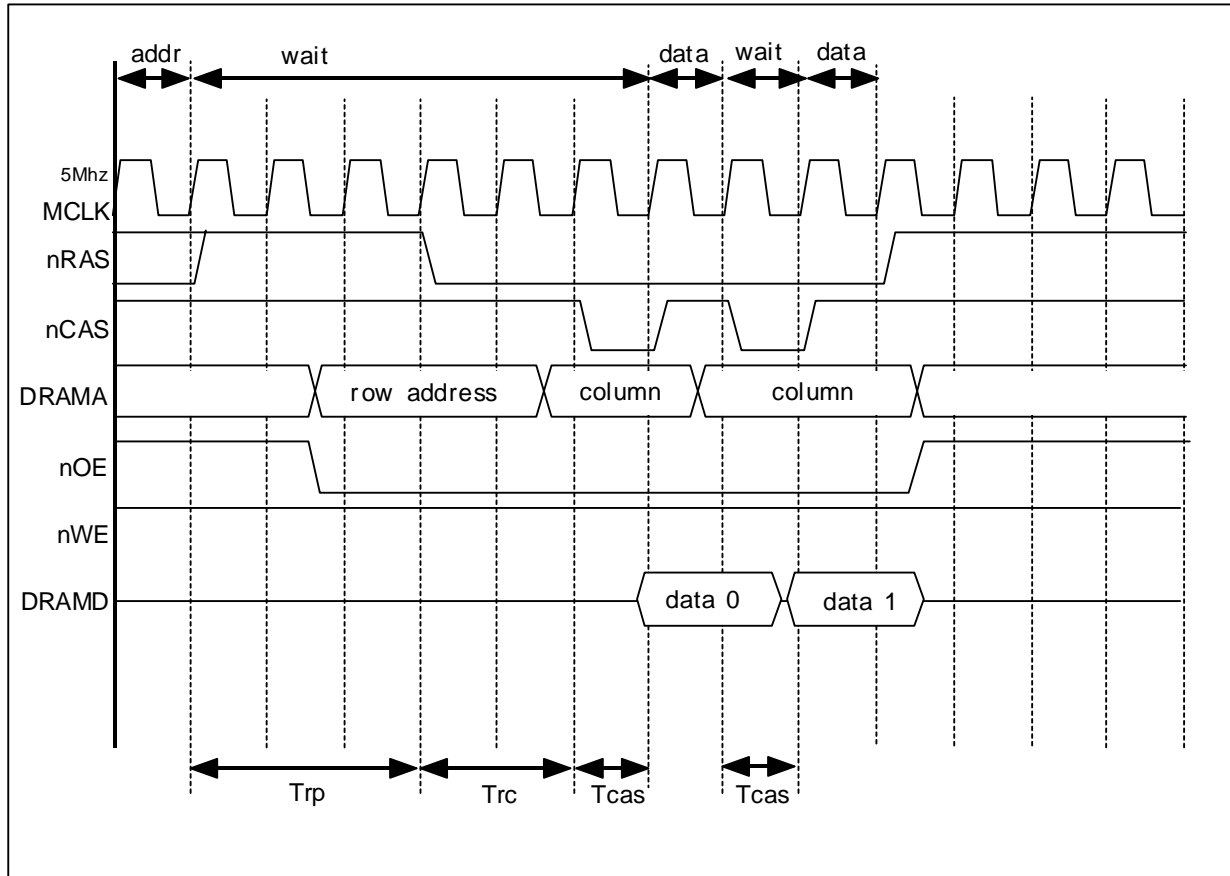 addr wait data wait data
5Mhz
MCLK
nRAS
nCAS
DRAMA row address column column
nOE
nWE
DRAMD data 0 data 1
Trp Trc Tcas Tcas